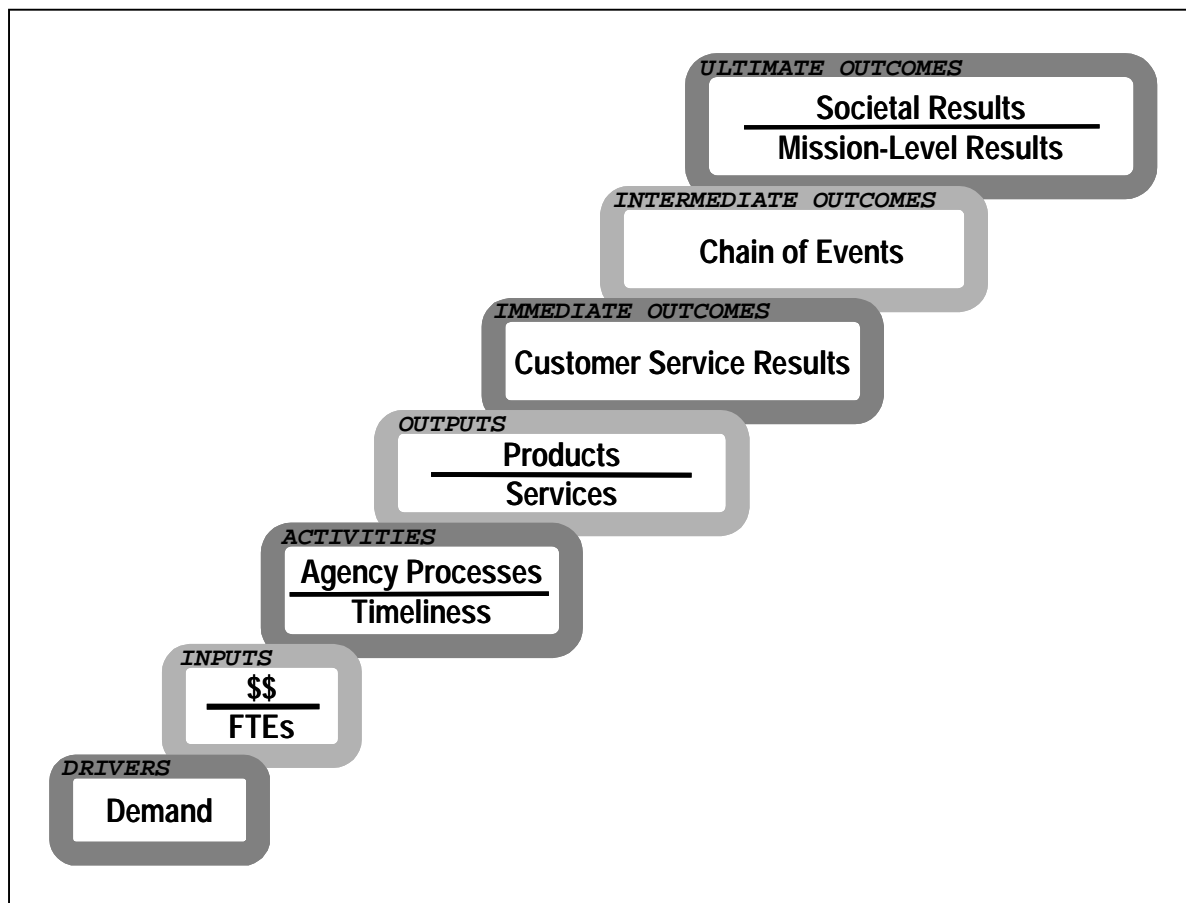 ULTIMATE OUTCOMES
Societal Results
Mission-Level Results
INTERMEDIATE OUTCOMES
Chain of Events
IMMEDIATE OUTCOMES
Customer Service Results
OUTPUTS
Products
Services
ACTIVITIES
Agency Processes
Timeliness
INPUTS
$$
FTEs
DRIVERS
Demand